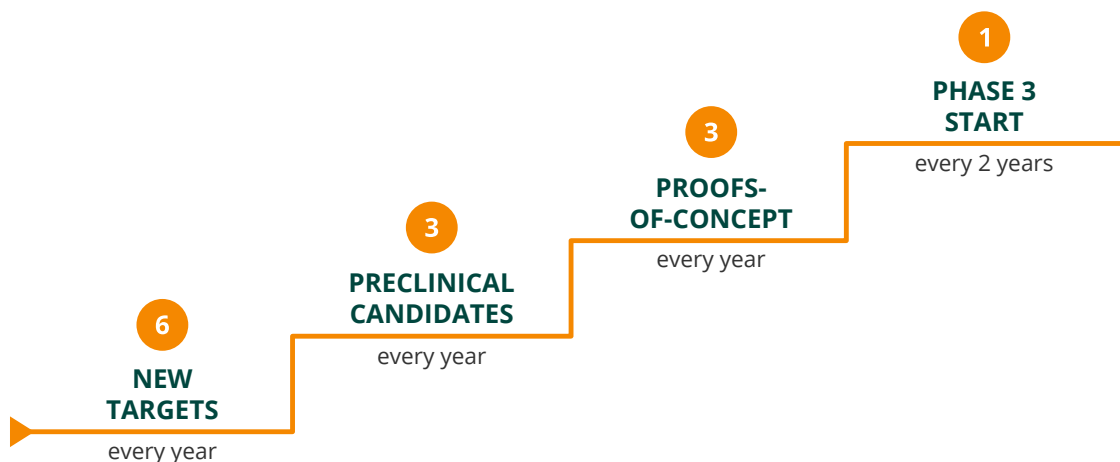 6
NEW
TARGETS
every year
3
PRECLINICAL
CANDIDATES
every year
3
PROOFS-
OF-CONCEPT
every year
1
PHASE 3
START
every 2 years